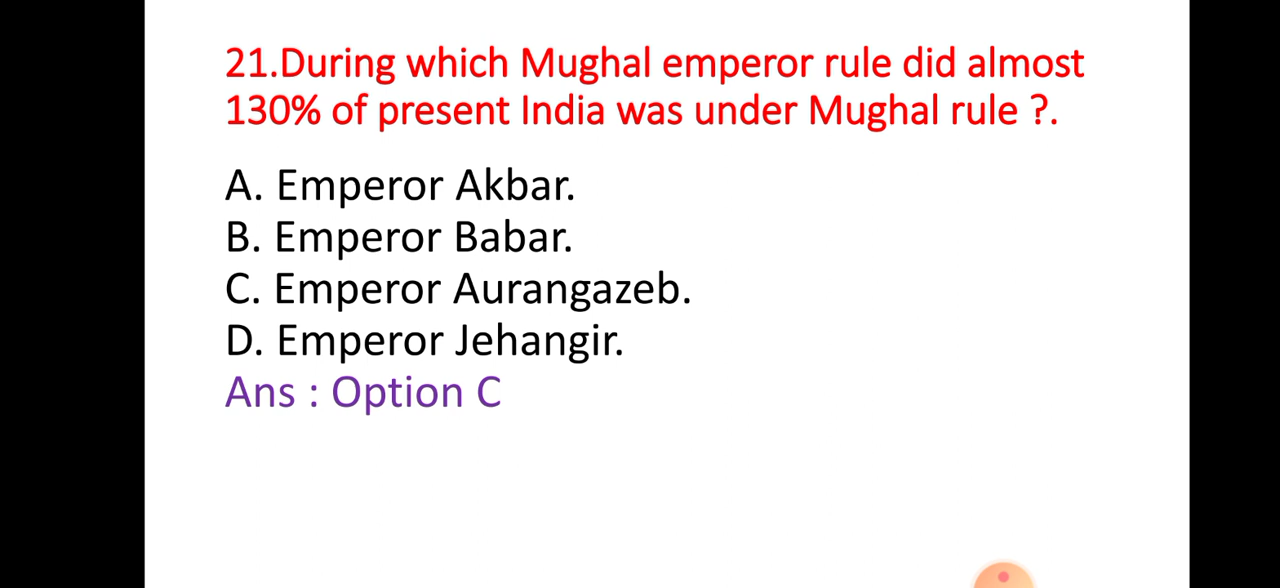 21.During which Mughal emperor rule did almost
130% of present India was under Mughal rule ?.
A. Emperor Akbar.
B. Emperor Babar.
C. Emperor Aurangazeb.
D. Emperor Jehangir.
Ans : Option C